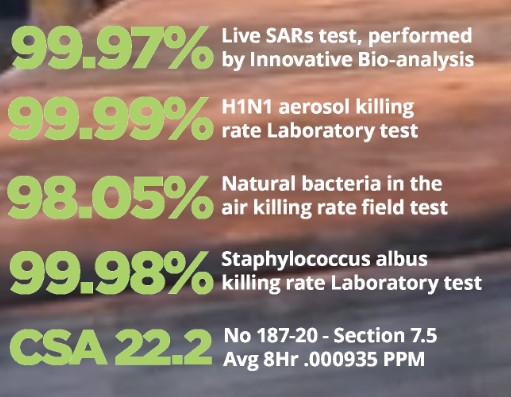 99.97% Live SARs test, performed
by Innovative Bio-analysis
99.99% H1N1 aerosol killing
rate Laboratory test
98.05% Natural bacteria in the
air killing rate field test
99.98% Staphylococcus albus
killing rate Laboratory test
CSA 22.2 No 187-20 - Section 7.5
Avg 8Hr .000935 PPM